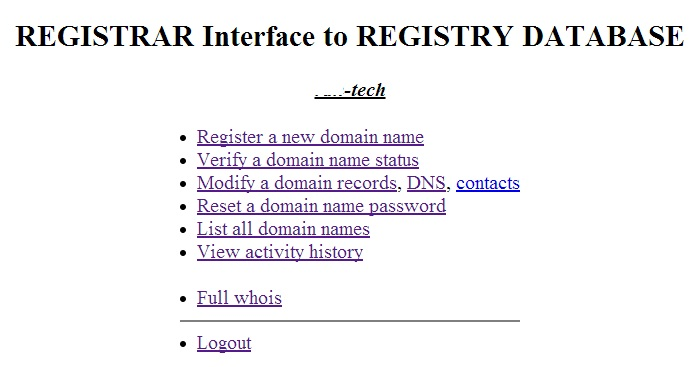 REGISTRAR Interface to REGISTRY DATABASE
-tech
Register a new domain name
Verify a domain name status
Modify a domain records, DNS, contacts
Reset a domain name password
List all domain names
View activity history
Full whois
Logout